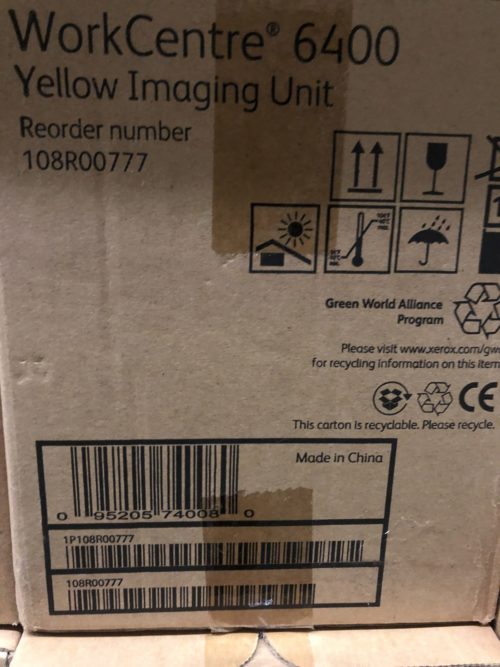 WorkCentre® 6400
Yellow Imaging Unit
Reorder number
108R00777
Green World Alliance
Program
Please visit www.xerox.com/gw
for recycling information on this item
CE
This carton is recyclable. Please recycle.
Made in China
0 95205 74008 0
1P108R00777
108R00777